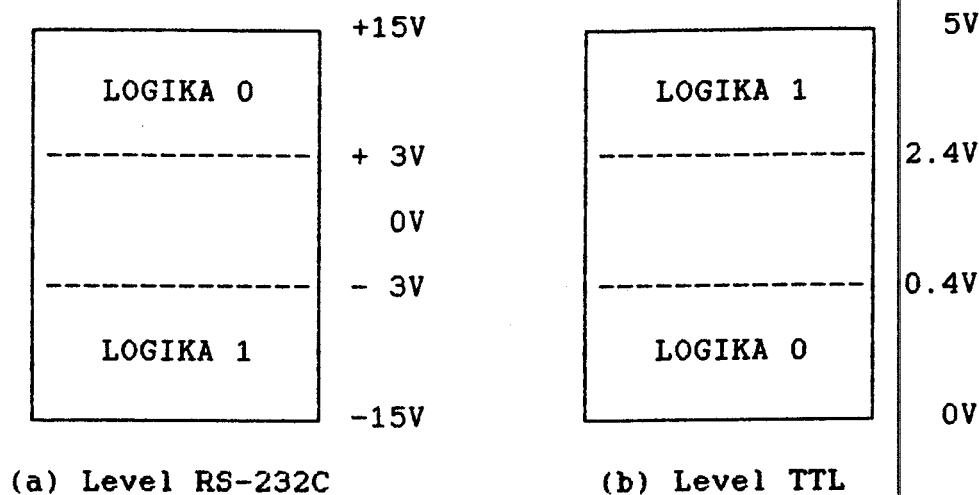 +15V 5V
LOGIKA 0 LOGIKA 1
+ 3V 2.4V
0V
- 3V 0.4V
LOGIKA 1 LOGIKA 0
-15V 0V
(a) Level RS-232C (b) Level TTL